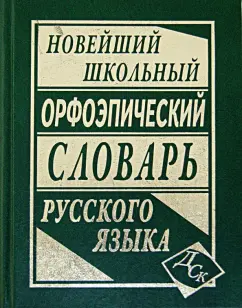 НОВЕЙШИЙ
ШКОЛЬНЫЙ
ОРФОЭПИЧЕСКИЙ
СЛОВАРЬ
РУССКОГО
ЯЗЫКА
ДСК